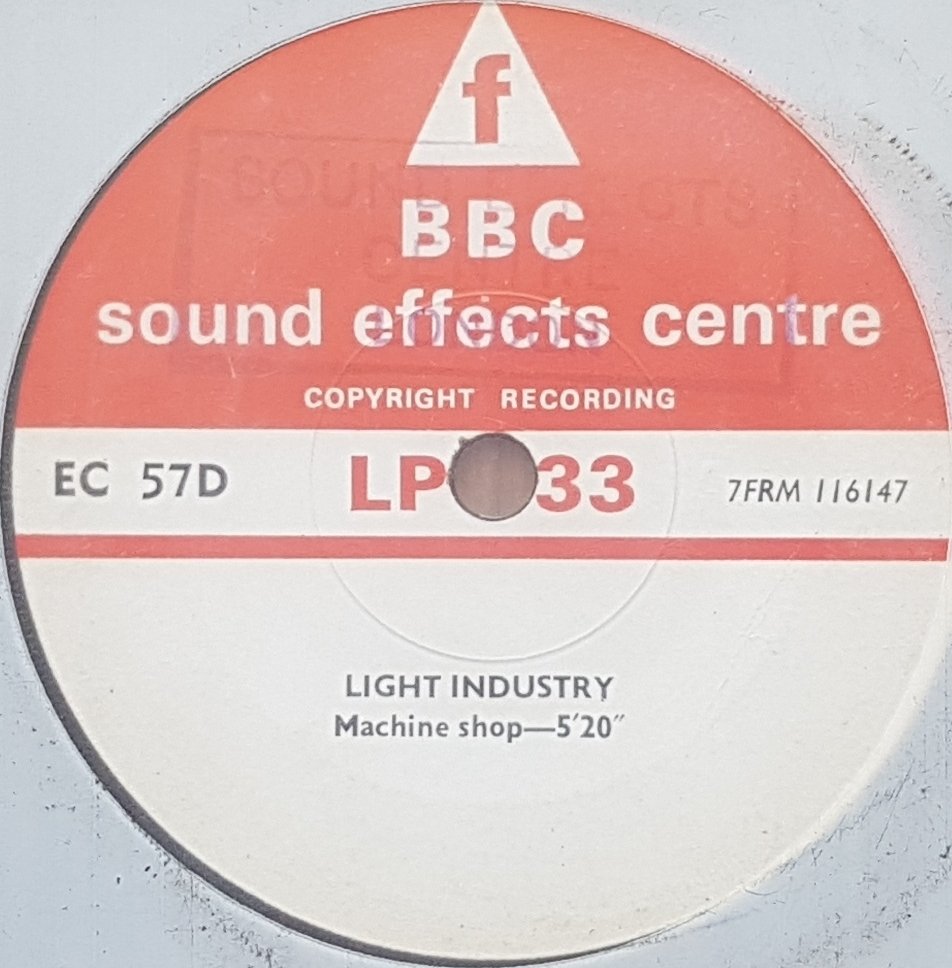 f
BBC
sound effects centre
COPYRIGHT RECORDING
EC 57D LP 33 7FRM 116147
LIGHT INDUSTRY
Machine shop—5′20″